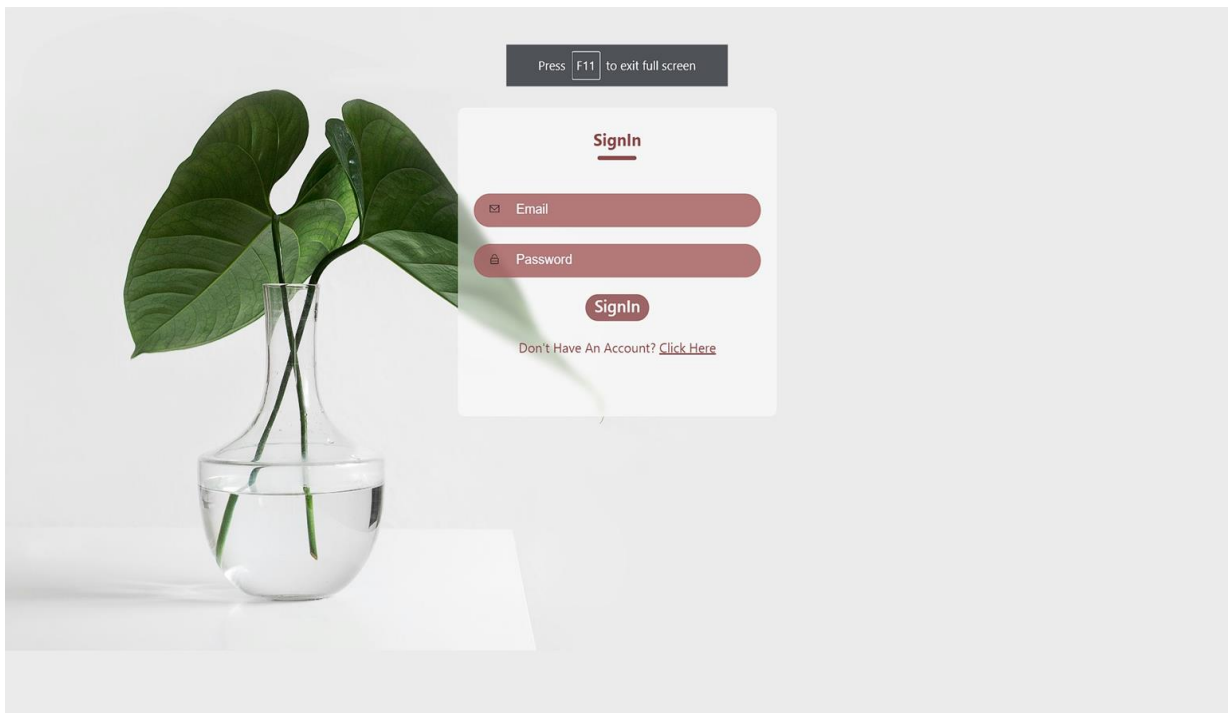 Press F11 to exit full screen
SignIn
Email
Password
SignIn
Don't Have An Account? Click Here